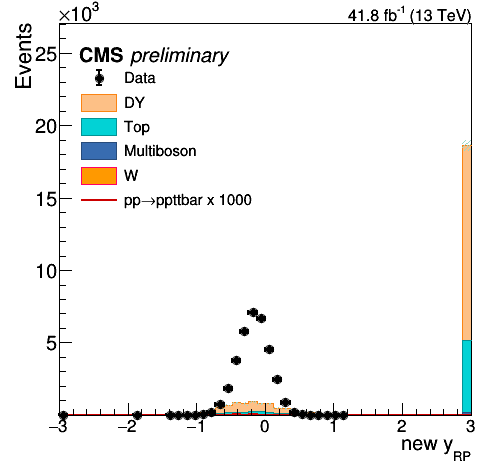 ×10³
41.8 fb⁻¹ (13 TeV)
Events
CMS preliminary
Data
DY
Top
Multiboson
W
pp→ppttbar x 1000
25
20
15
10
5
−3 −2 −1 0 1 2 3
new y_RP